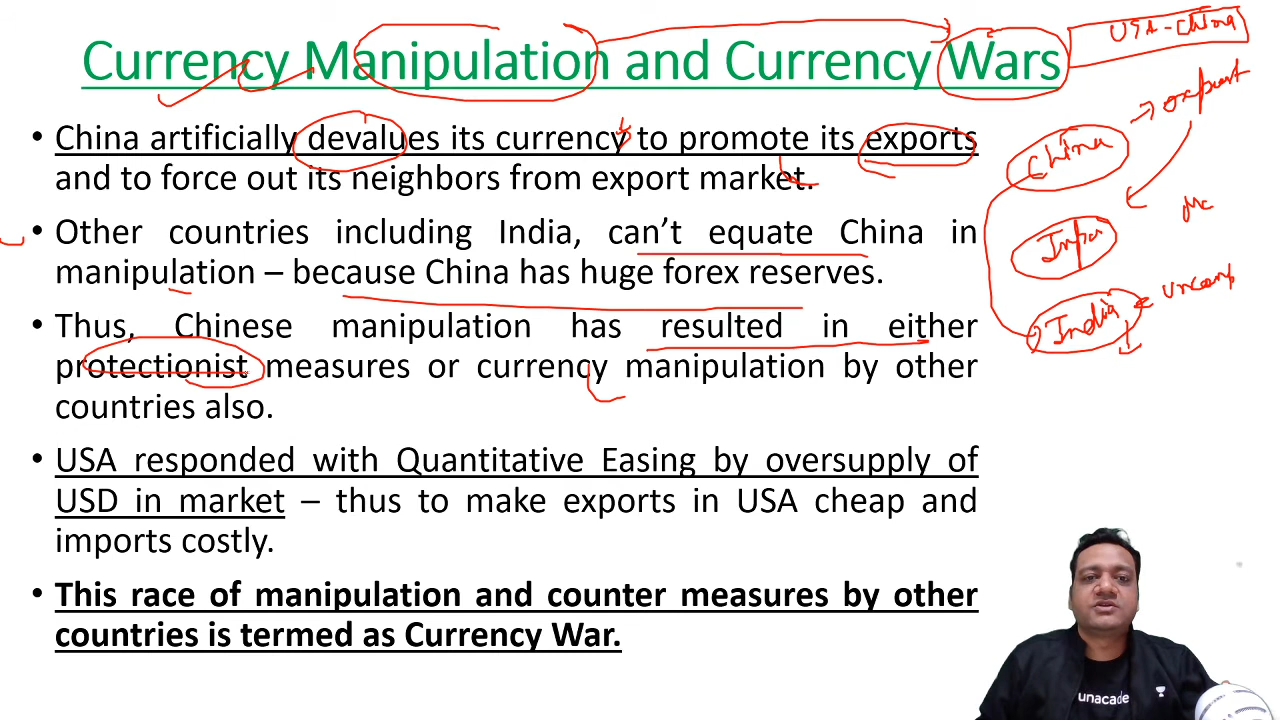 Currency Manipulation and Currency Wars
USA-China
• China artificially devalues its currency to promote its exports
and to force out its neighbors from export market.
• Other countries including India, can't equate China in
manipulation – because China has huge forex reserves.
• Thus, Chinese manipulation has resulted in either
protectionist measures or currency manipulation by other
countries also.
• USA responded with Quantitative Easing by oversupply of
USD in market – thus to make exports in USA cheap and
imports costly.
• This race of manipulation and counter measures by other
countries is termed as Currency War.
China → export
India
unacade